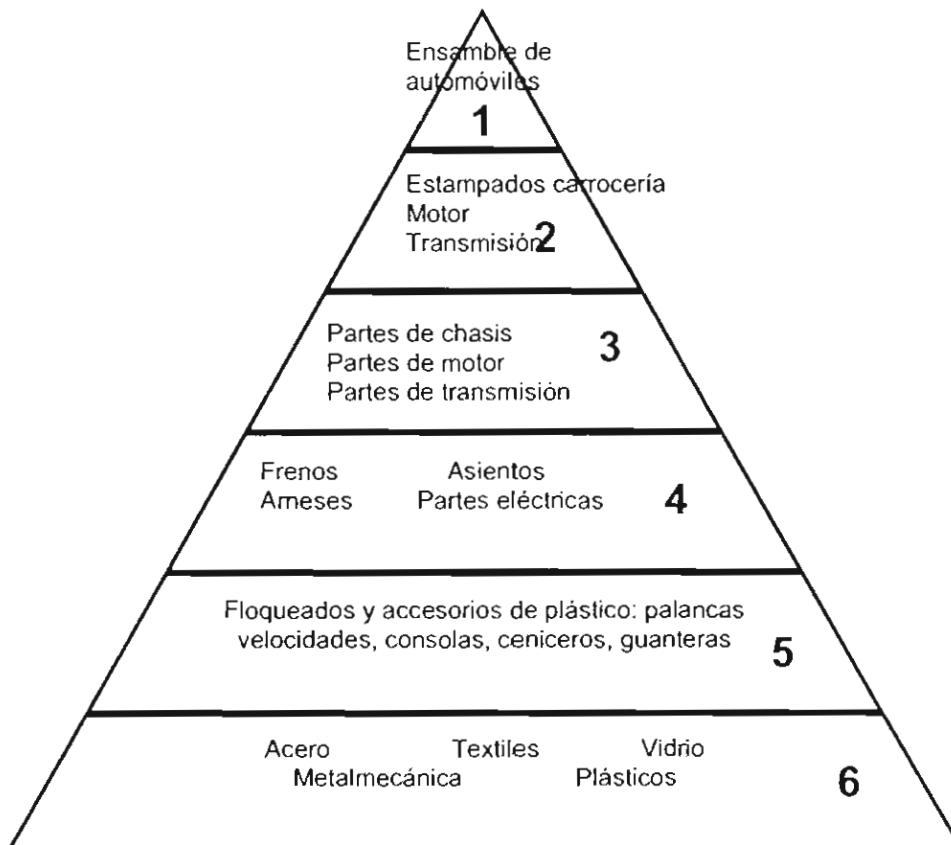 Ensamble de
automóviles
1
Estampados carrocería
Motor
Transmisión 2
Partes de chasis 3
Partes de motor
Partes de transmisión
Frenos Asientos
Arneses Partes eléctricas 4
Floqueados y accesorios de plástico: palancas
velocidades, consolas, ceniceros, guanteras 5
Acero Textiles Vidrio
Metalmecánica Plásticos 6